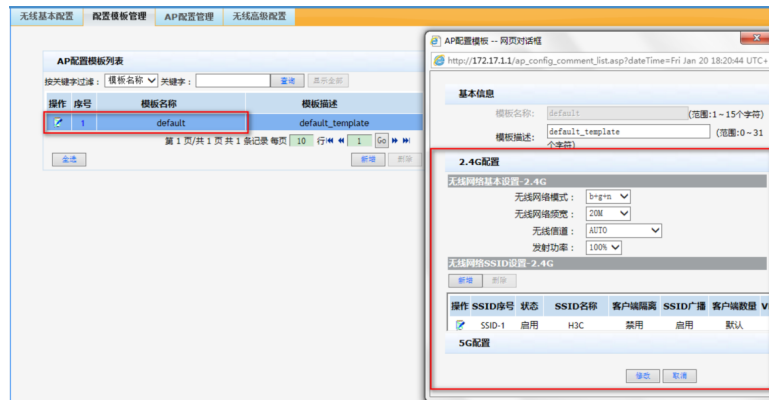 无线基本配置 配置模板管理 AP配置管理 无线高级配置
AP配置模板列表
按关键字过滤： 模板名称 关键字： 查询 显示全部
操作 序号 模板名称 模板描述
1 default default_template
第 1 页/共 1 页 共 1 条记录 每页 10 行 1 Go
全选 新增 删除
AP配置模板 -- 网页对话框
http://172.17.1.1/ap_config_comment_list.asp?dateTime=Fri Jan 20 18:20:44 UTC+
基本信息
模板名称： default (范围:1~15个字符)
模板描述： default_template (范围:0~31
个字符)
2.4G配置
无线网络基本设置-2.4G
无线网络模式： b+g+n
无线网络频宽： 20M
无线信道： AUTO
发射功率： 100%
无线网络SSID设置-2.4G
新增 删除
操作 SSID序号 状态 SSID名称 客户端隔离 SSID广播 客户端数量 V
SSID-1 启用 H3C 禁用 启用 默认
5G配置
修改 取消